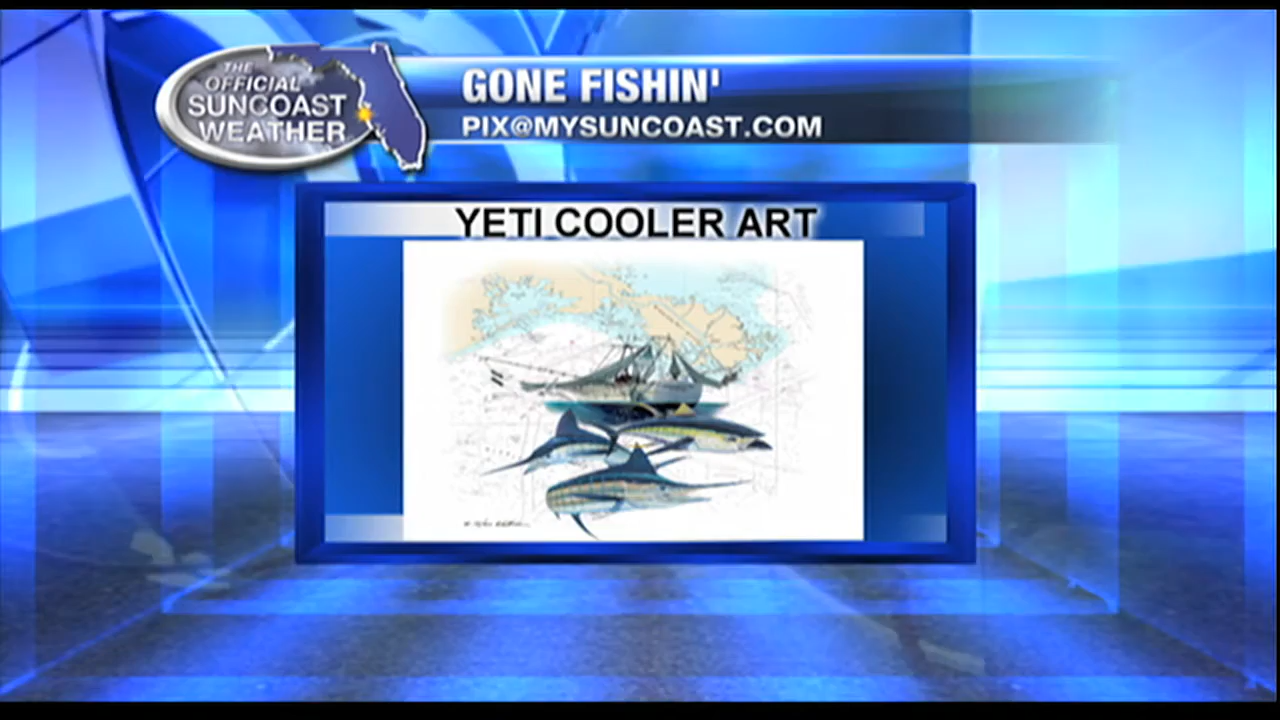 THE
OFFICIAL
SUNCOAST
WEATHER
GONE FISHIN'
PIX@MYSUNCOAST.COM
YETI COOLER ART